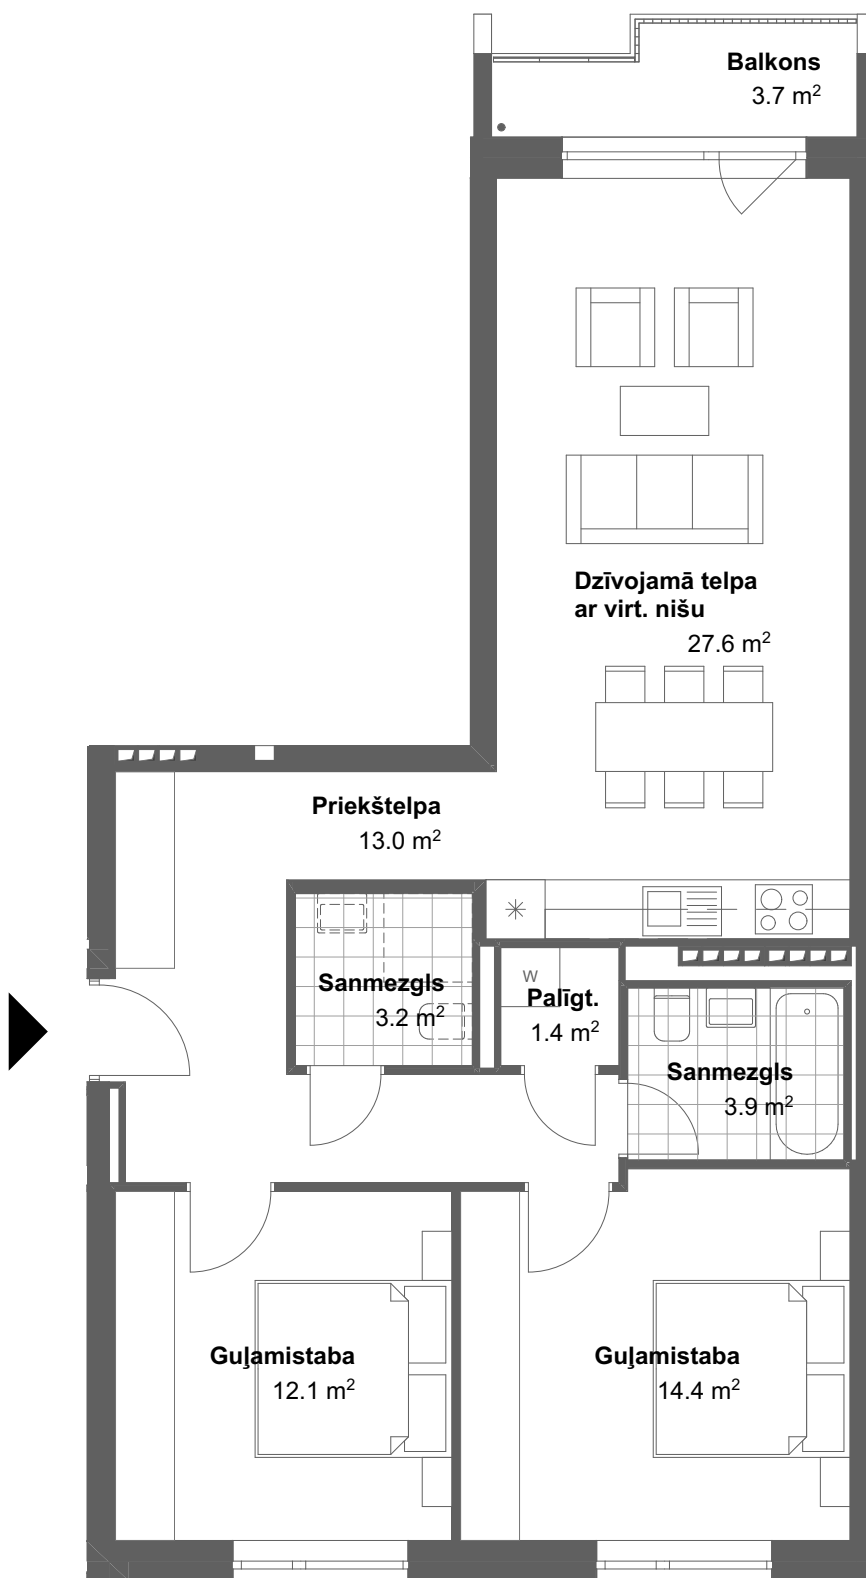 Balkons
3.7 m²
Dzīvojamā telpa
ar virt. nišu
27.6 m²
Priekštelpa
13.0 m²
Sanmezgls
3.2 m²
W
Palīgt.
1.4 m²
Sanmezgls
3.9 m²
Guļamistaba
12.1 m²
Guļamistaba
14.4 m²